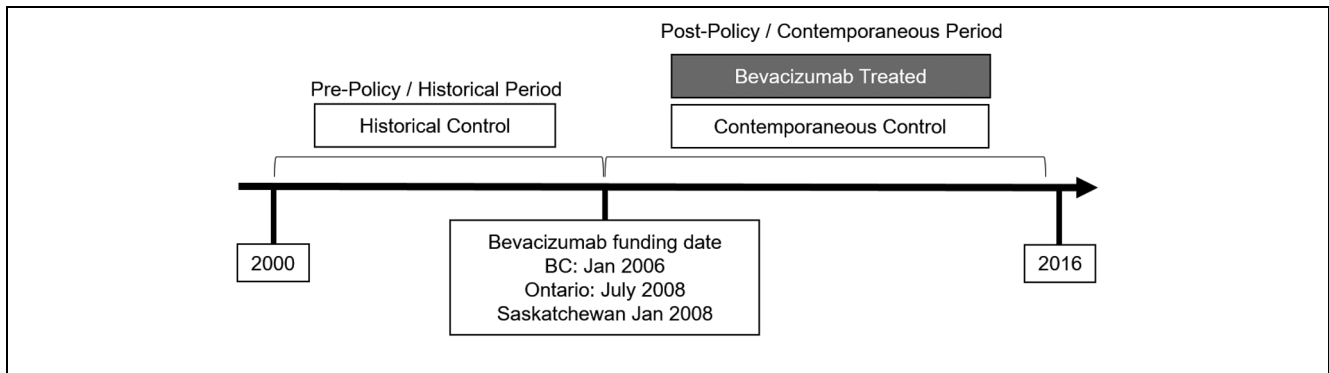 Post-Policy / Contemporaneous Period
Bevacizumab Treated
Pre-Policy / Historical Period
Historical Control
Contemporaneous Control
Bevacizumab funding date
BC: Jan 2006
Ontario: July 2008
Saskatchewan Jan 2008
2000
2016